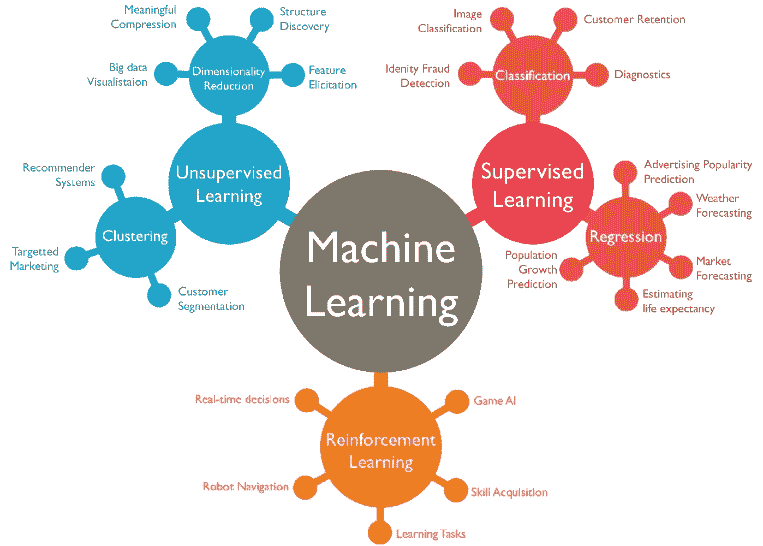 Meaningful
Compression
Structure
Discovery
Big data
Visualistaion
Dimensionality
Reduction
Feature
Elicitation
Unsupervised
Learning
Recommender
Systems
Clustering
Targetted
Marketing
Customer
Segmentation
Image
Classification
Customer Retention
Idenity Fraud
Detection
Classification
Diagnostics
Supervised
Learning
Advertising Popularity
Prediction
Weather
Forecasting
Regression
Population
Growth
Prediction
Market
Forecasting
Estimating
life expectancy
Machine
Learning
Real-time decisions
Game AI
Reinforcement
Learning
Robot Navigation
Skill Acquisition
Learning Tasks